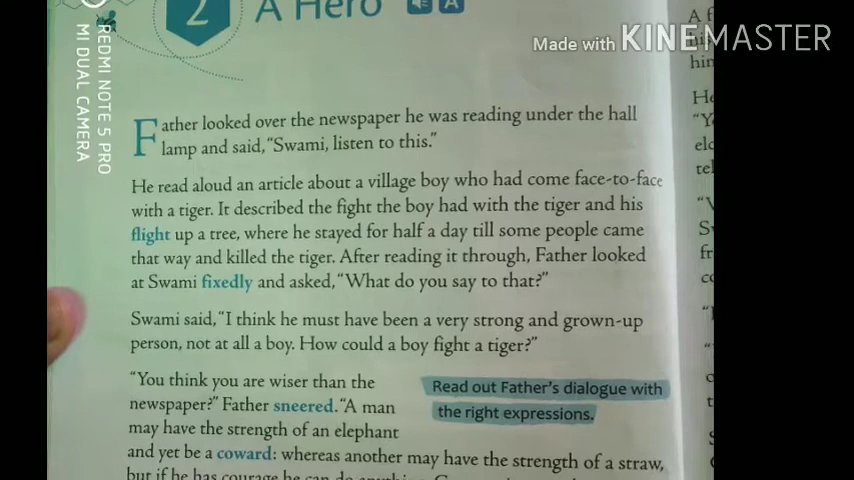 2 A Hero
Made with KINEMASTER
REDMI NOTE 5 PRO
MI DUAL CAMERA
Father looked over the newspaper he was reading under the hall
lamp and said, “Swami, listen to this.”
He read aloud an article about a village boy who had come face-to-face
with a tiger. It described the fight the boy had with the tiger and his
flight up a tree, where he stayed for half a day till some people came
that way and killed the tiger. After reading it through, Father looked
at Swami fixedly and asked, “What do you say to that?”
Swami said, “I think he must have been a very strong and grown-up
person, not at all a boy. How could a boy fight a tiger?”
“You think you are wiser than the
newspaper?” Father sneered. “A man
may have the strength of an elephant
and yet be a coward: whereas another may have the strength of a straw,
but if he has courage he can do
Read out Father’s dialogue with
the right expressions.